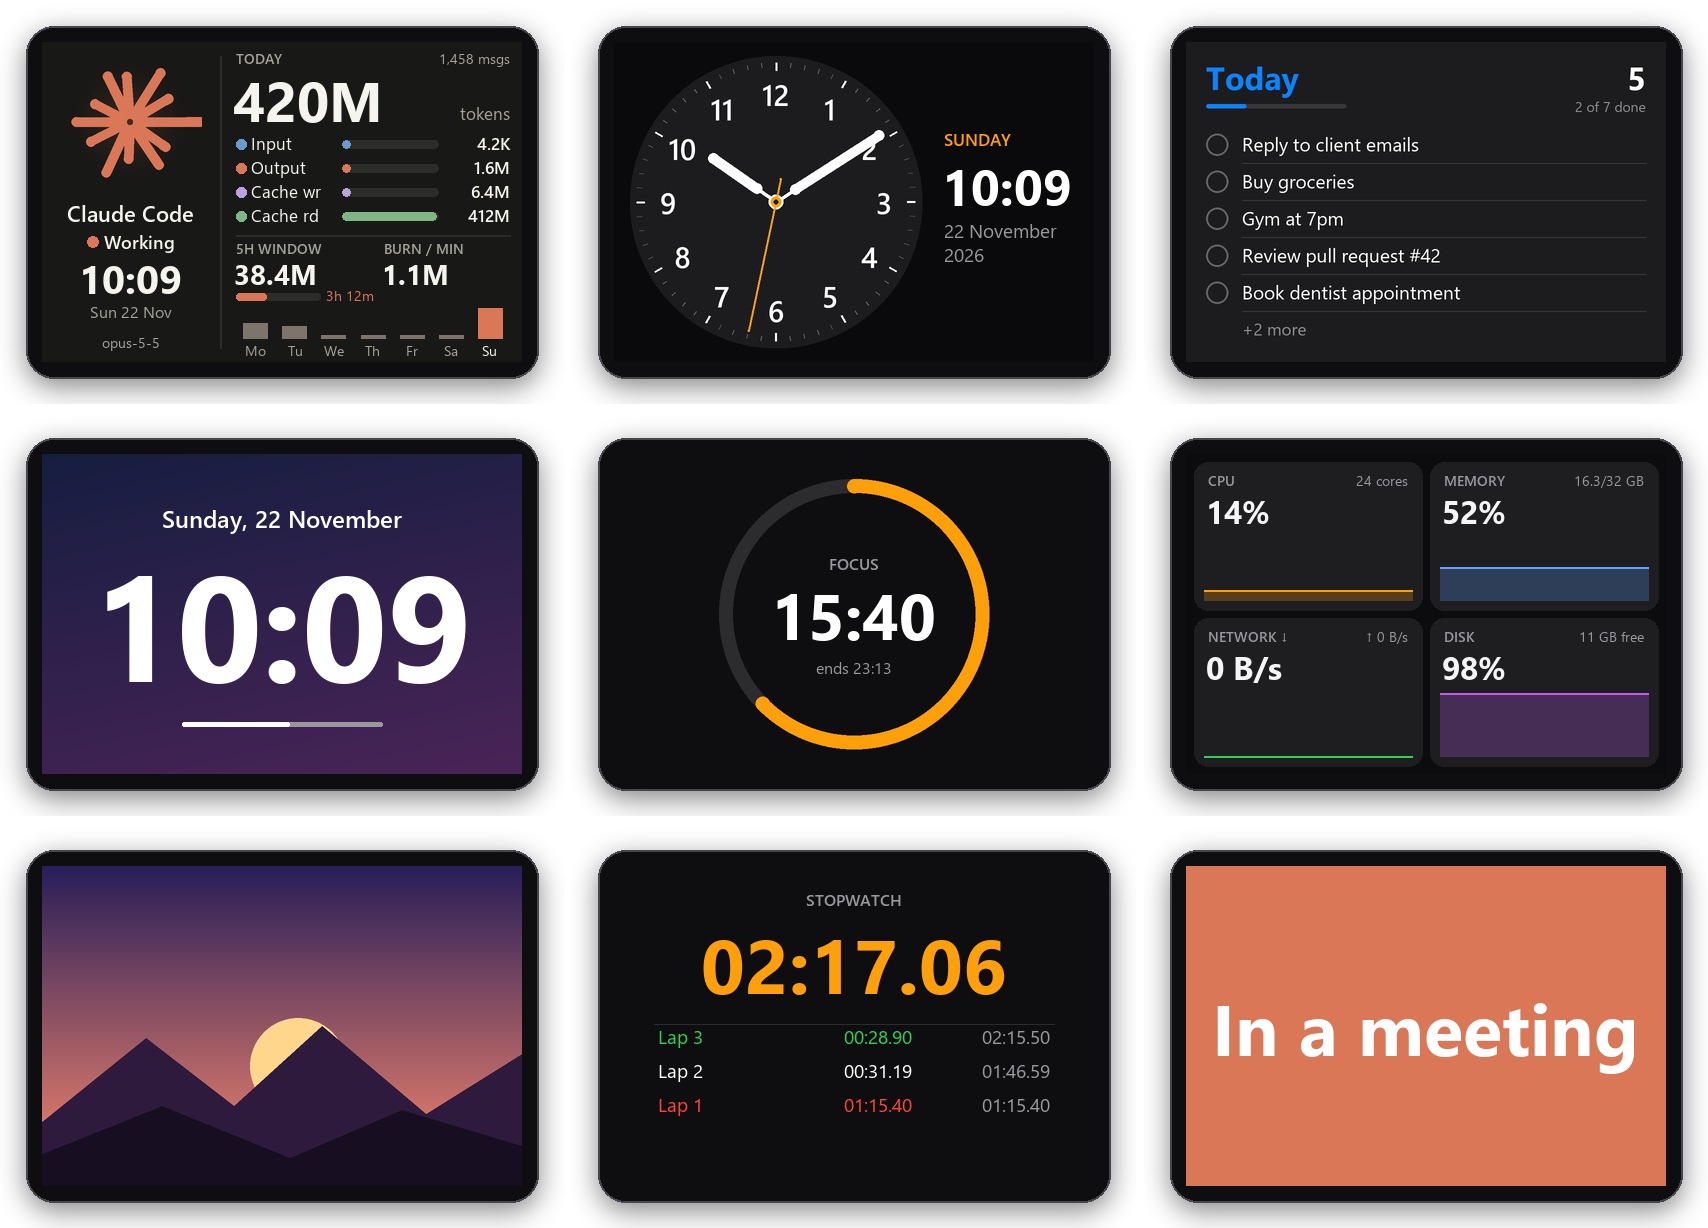 TODAY 1,458 msgs
420M tokens
Input 4.2K
Output 1.6M
Cache wr 6.4M
Cache rd 412M
5H WINDOW BURN / MIN
38.4M 1.1M
3h 12m
Mo Tu We Th Fr Sa Su
Claude Code
Working
10:09
Sun 22 Nov
opus-5-5
12
1
2
3
4
5
6
7
8
9
10
11
SUNDAY
10:09
22 November
2026
Today 5
2 of 7 done
Reply to client emails
Buy groceries
Gym at 7pm
Review pull request #42
Book dentist appointment
+2 more
Sunday, 22 November
10:09
FOCUS
15:40
ends 23:13
CPU 24 cores
14%
MEMORY 16.3/32 GB
52%
NETWORK ↓ ↑ 0 B/s
0 B/s
DISK 11 GB free
98%
STOPWATCH
02:17.06
Lap 3 00:28.90 02:15.50
Lap 2 00:31.19 01:46.59
Lap 1 01:15.40 01:15.40
In a meeting